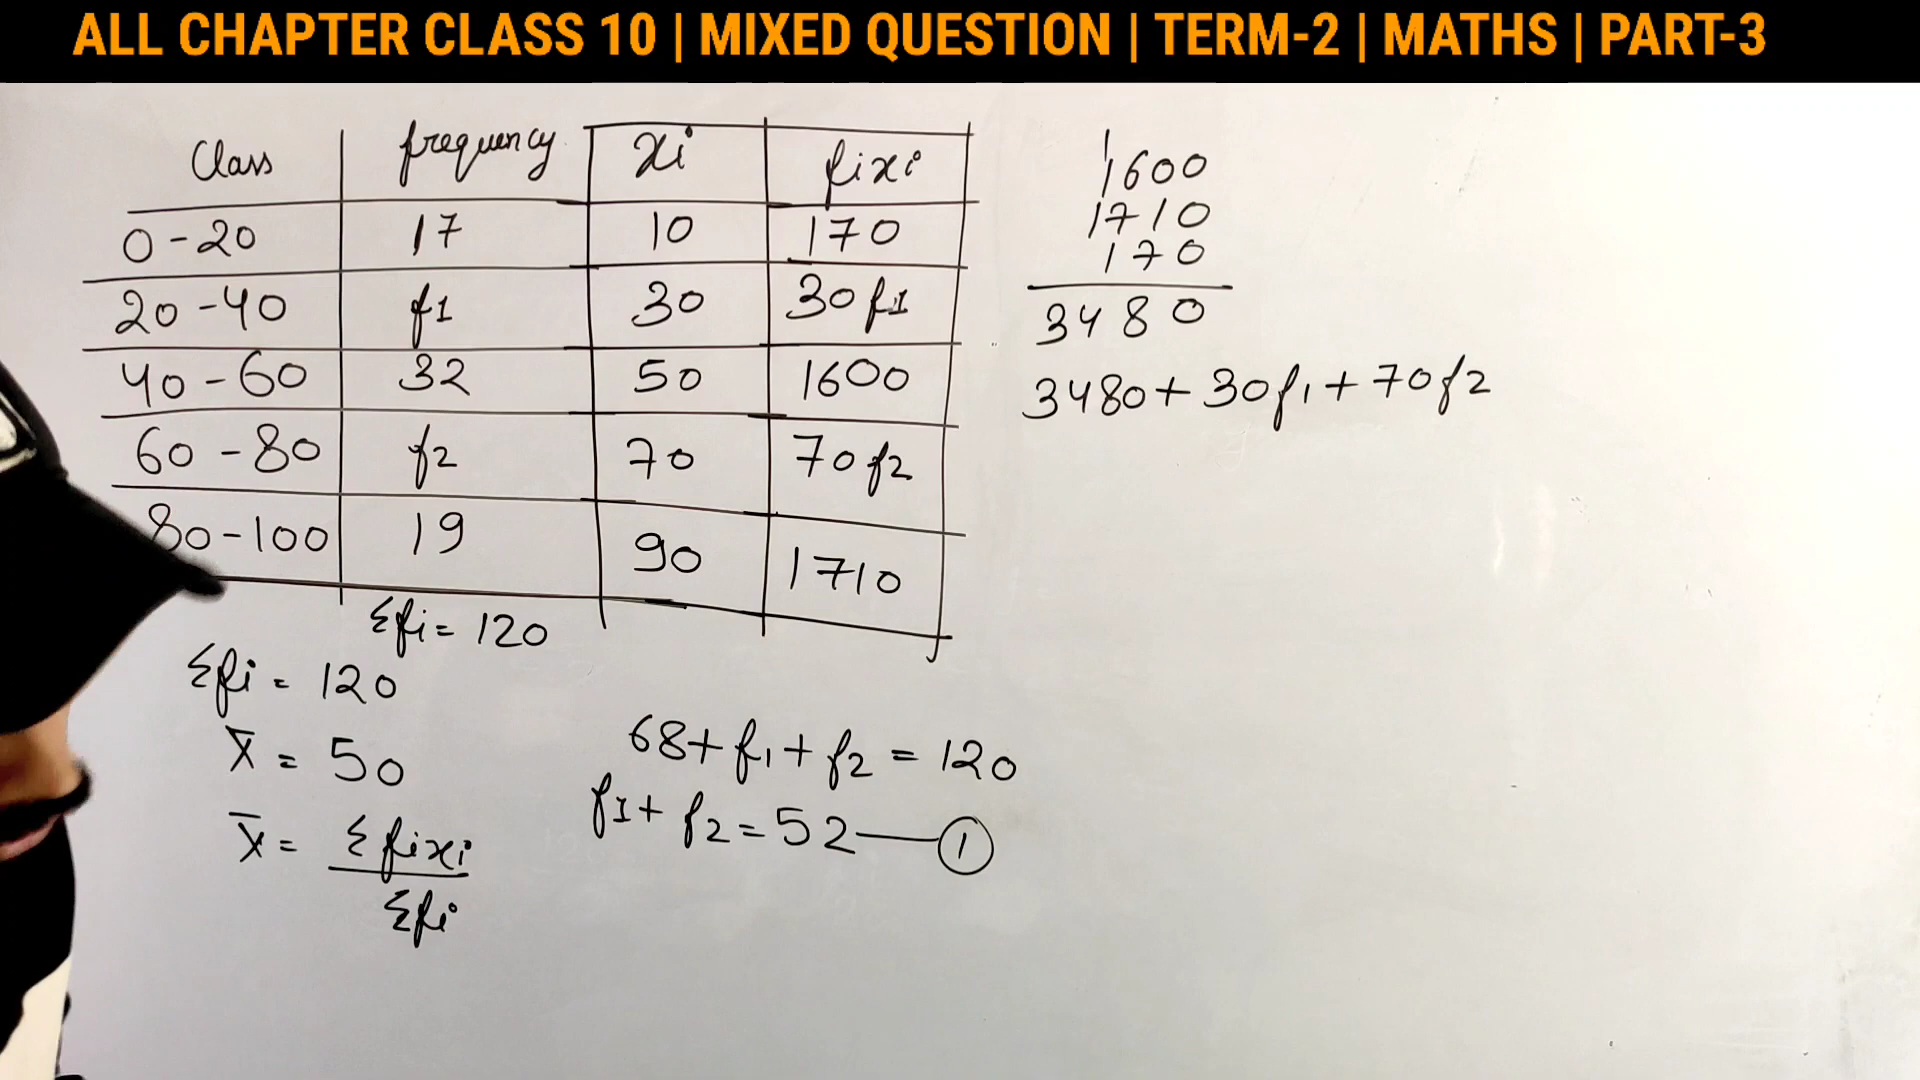 ALL CHAPTER CLASS 10 | MIXED QUESTION | TERM-2 | MATHS | PART-3
Class frequency xi fixi
0-20 17 10 170
20-40 f1 30 30f1
40-60 32 50 1600
60-80 f2 70 70f2
80-100 19 90 1710
Σfi = 120
Σfi = 120
X̅ = 50
X̅ = Σfixi
Σfi
68+f1+f2 = 120
f1+f2=52—①
1
1600
1710
170
3480
3480+30f1+70f2